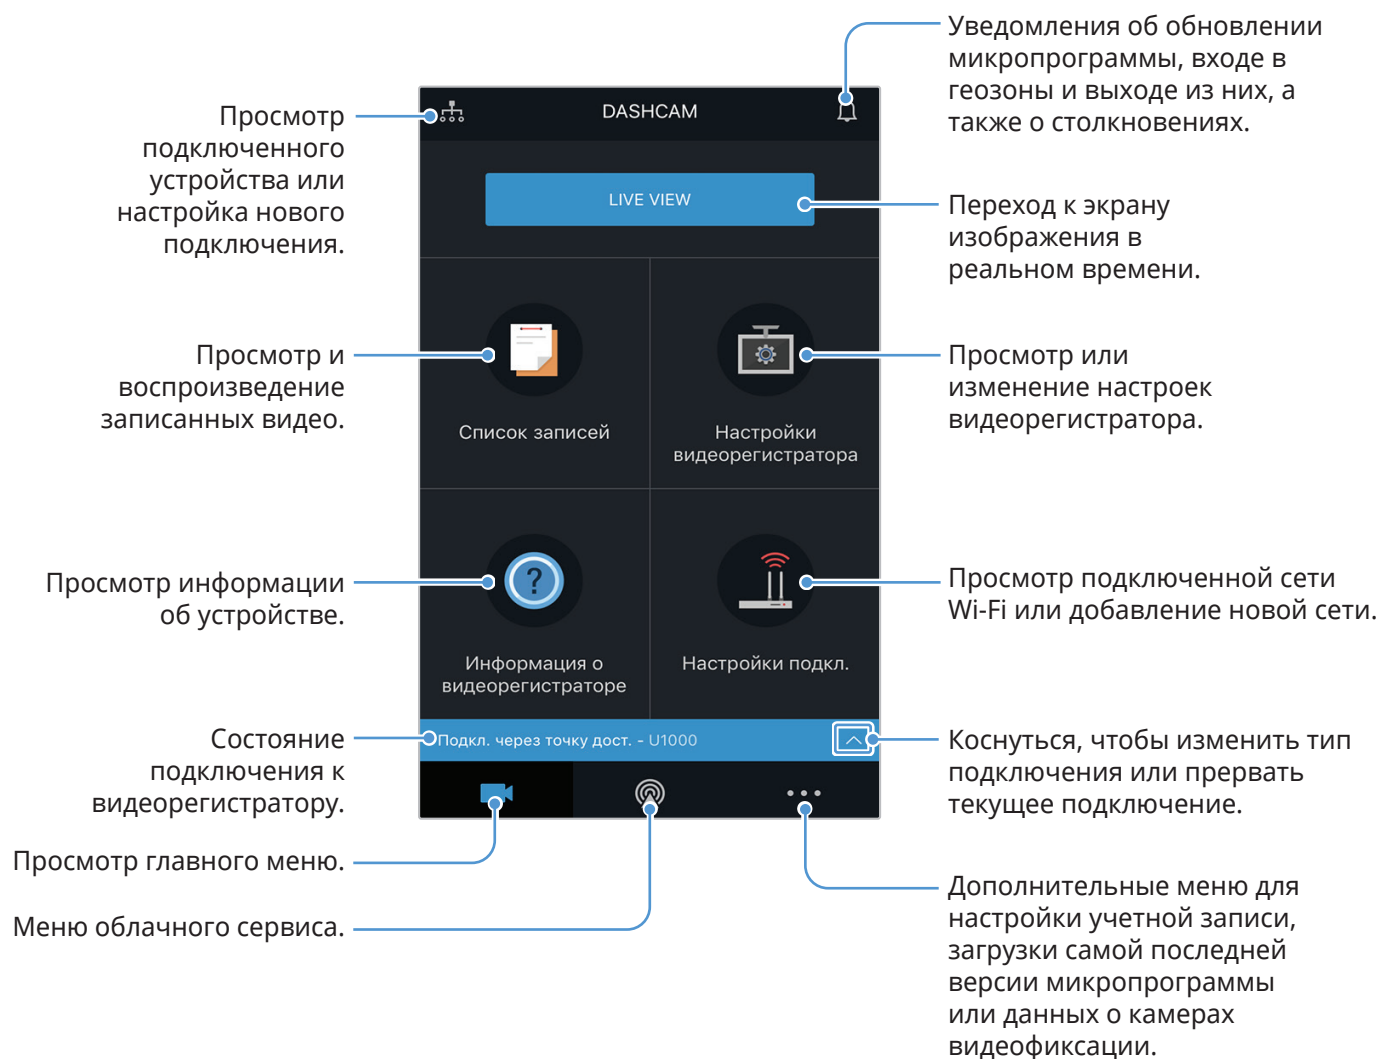 Уведомления об обновлении
микропрограммы, входе в
геозоны и выходе из них, а
также о столкновениях.
DASHCAM
Просмотр
подключенного
устройства или
настройка нового
подключения.
LIVE VIEW
Переход к экрану
изображения в
реальном времени.
Просмотр и
воспроизведение
записанных видео.
Просмотр или
изменение настроек
видеорегистратора.
Список записей
Настройки
видеорегистратора
Просмотр информации
об устройстве.
?
Просмотр подключенной сети
Wi-Fi или добавление новой сети.
Информация о
видеорегистраторе
Настройки подкл.
Состояние
подключения к
видеорегистратору.
Подкл. через точку дост. - U1000
Коснуться, чтобы изменить тип
подключения или прервать
текущее подключение.
Просмотр главного меню.
Меню облачного сервиса.
Дополнительные меню для
настройки учетной записи,
загрузки самой последней
версии микропрограммы
или данных о камерах
видеофиксации.